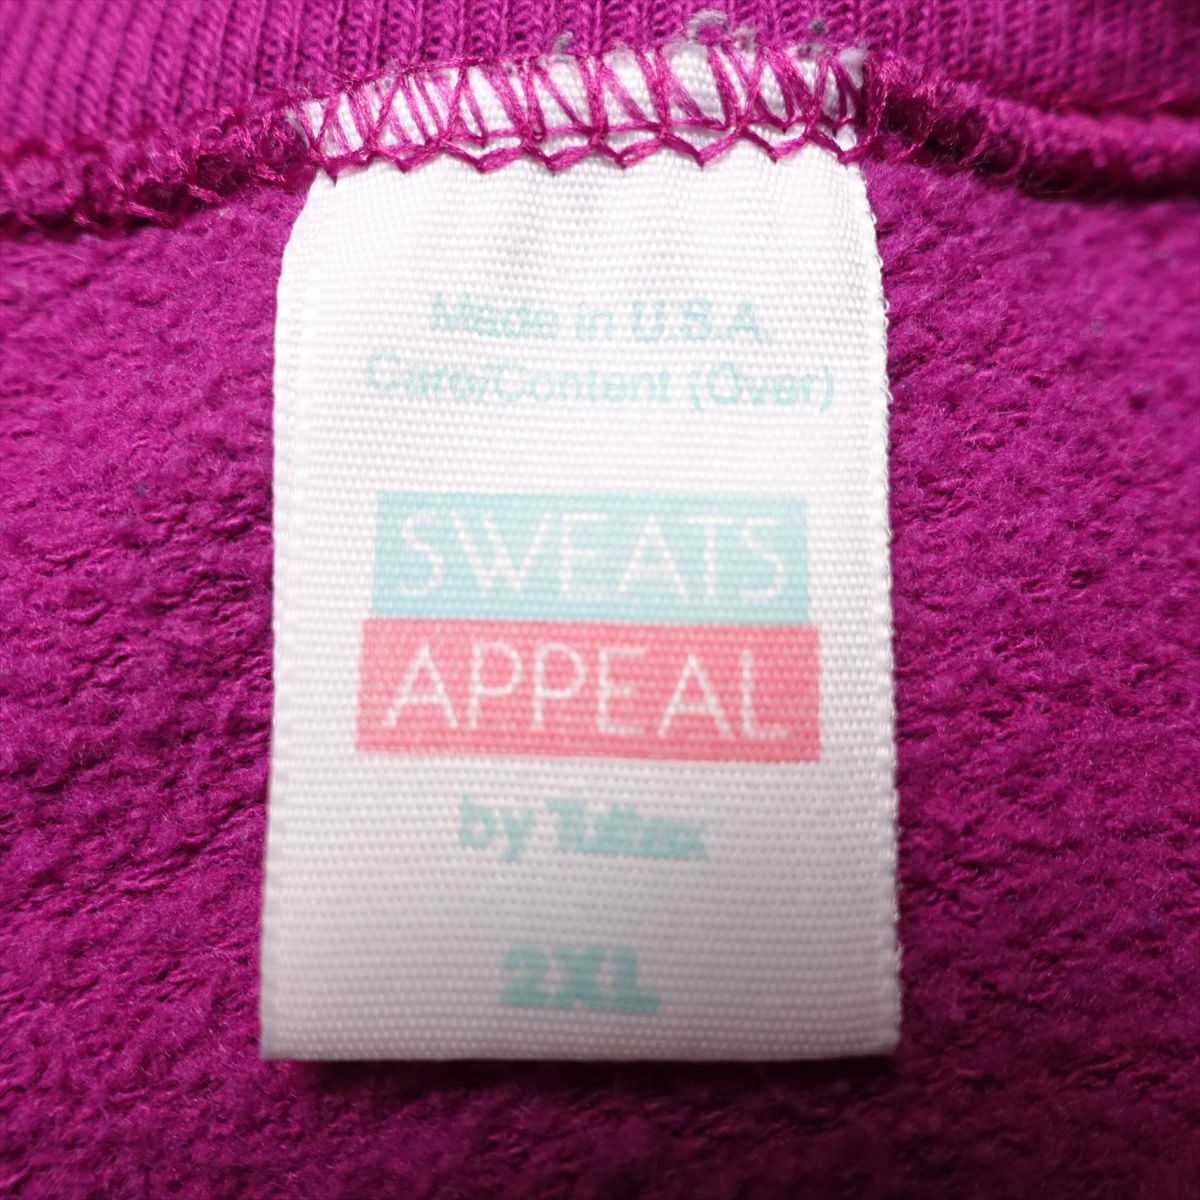 Made in U.S.A.
Care/Content (Over)
SWEATS
APPEAL
by Tultex
2XL